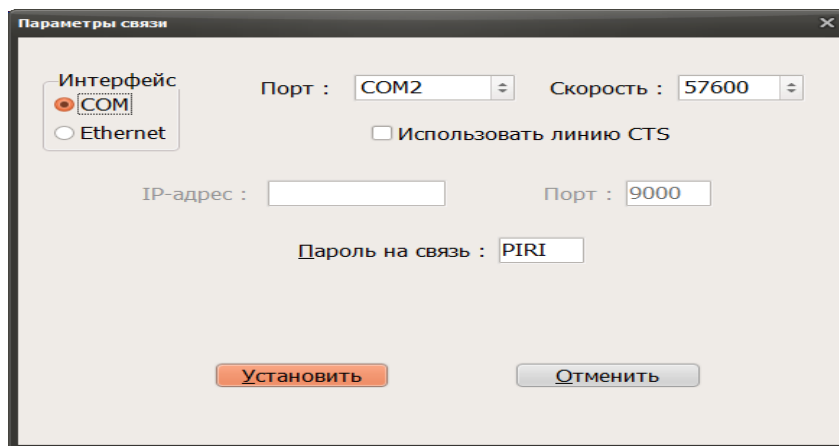 Параметры связи
Интерфейс
COM
Ethernet
Порт : COM2 Скорость : 57600
Использовать линию CTS
IP-адрес : Порт : 9000
Пароль на связь : PIRI
Установить Отменить